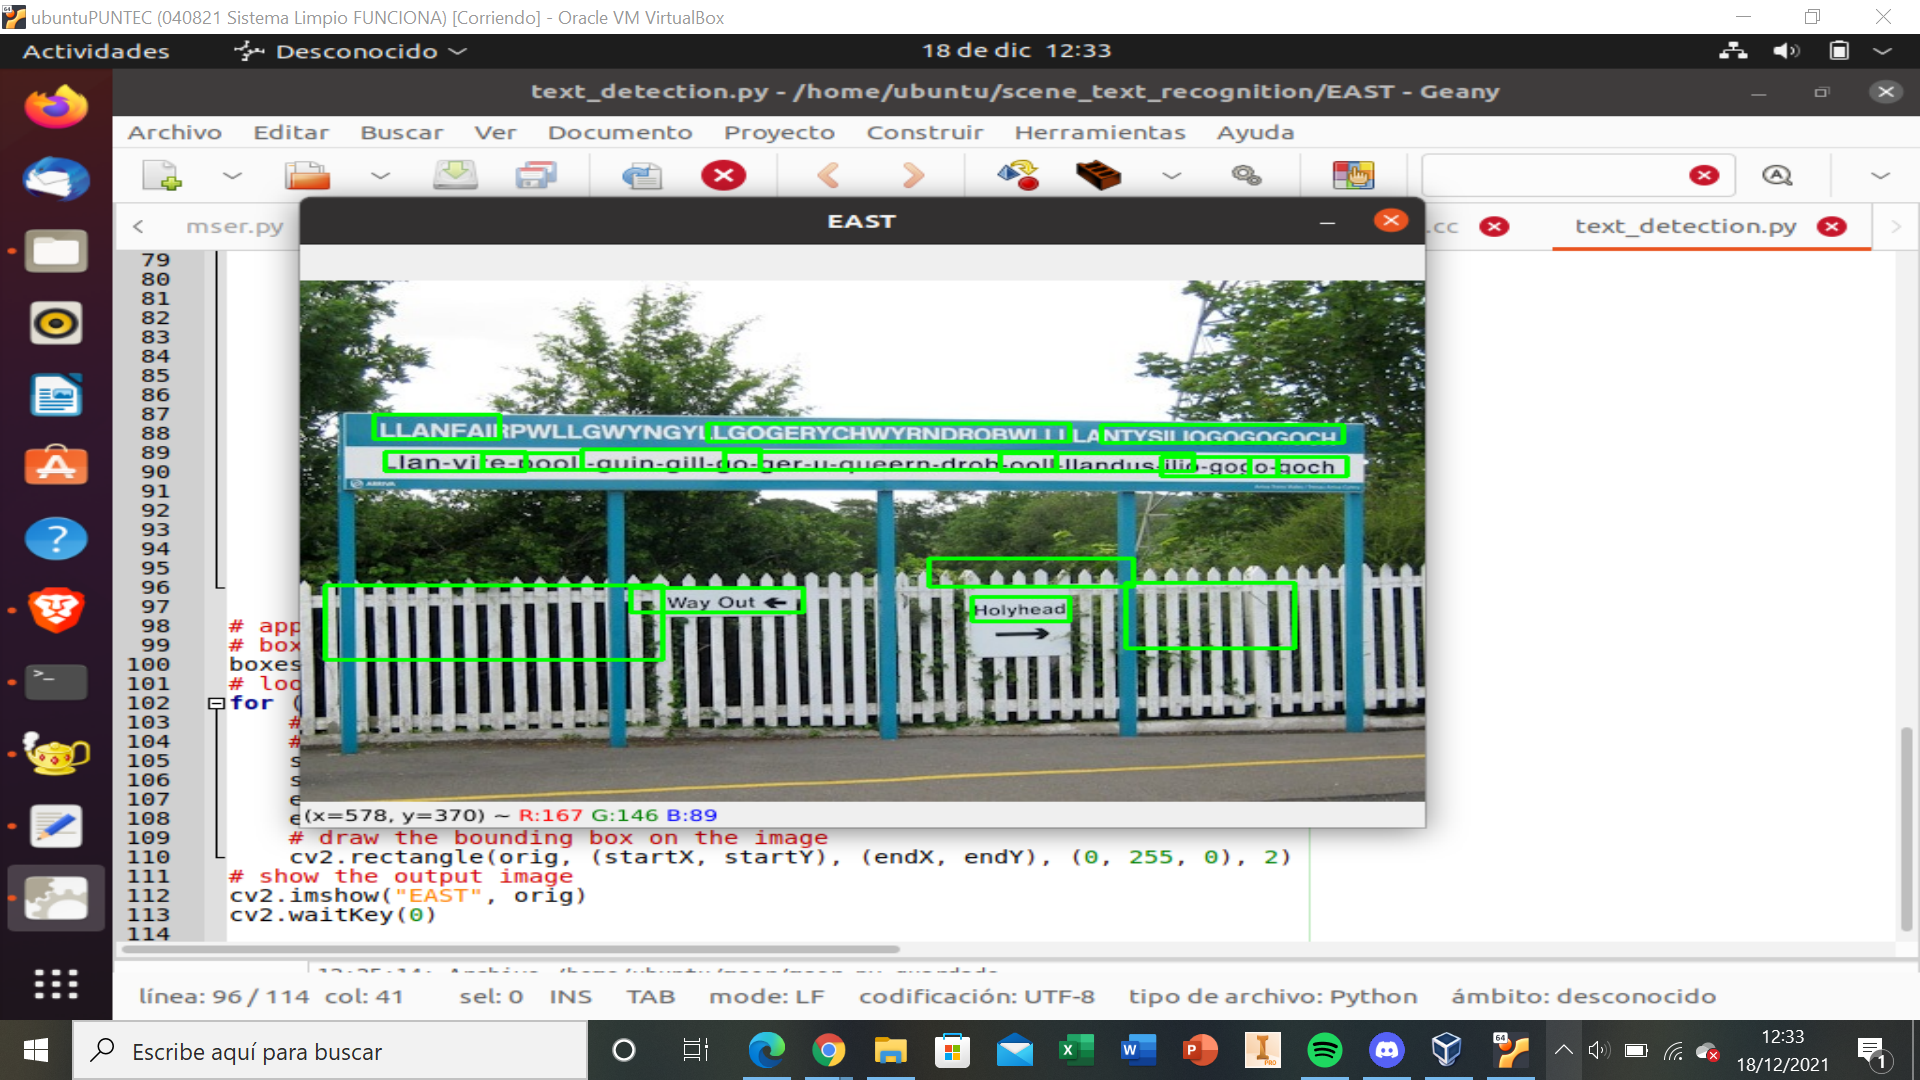 ubuntuPUNTEC (040821 Sistema Limpio FUNCIONA) [Corriendo] - Oracle VM VirtualBox
Actividades Desconocido 18 de dic 12:33
text_detection.py - /home/ubuntu/scene_text_recognition/EAST - Geany
Archivo Editar Buscar Ver Documento Proyecto Construir Herramientas Ayuda
mser.py .cc text_detection.py
EAST
LLANFAIRPWLLGWYNGYLLGOGERYCHWYRNDROBWLLLLANTYSILIOGOGOGOCH
Llan-vire-pooll-guin-gill-go-ger-u-queern-drob-ooll-llandus-ilio-gogo-goch
ARRIVA
Way Out
Holyhead
(x=578, y=370) ~ R:167 G:146 B:89
79
80
81
82
83
84
85
86
87
88
89
90
91
92
93
94
95
96
97
98 # app
99 # box
100 boxes
101 # loo
102 for (
103 #
104 #
105 s
106 s
107 e
108 e
109 # draw the bounding box on the image
110 cv2.rectangle(orig, (startX, startY), (endX, endY), (0, 255, 0), 2)
111 # show the output image
112 cv2.imshow("EAST", orig)
113 cv2.waitKey(0)
114
línea: 96 / 114 col: 41 sel: 0 INS TAB mode: LF codificación: UTF-8 tipo de archivo: Python ámbito: desconocido
Escribe aquí para buscar
12:33
18/12/2021
1